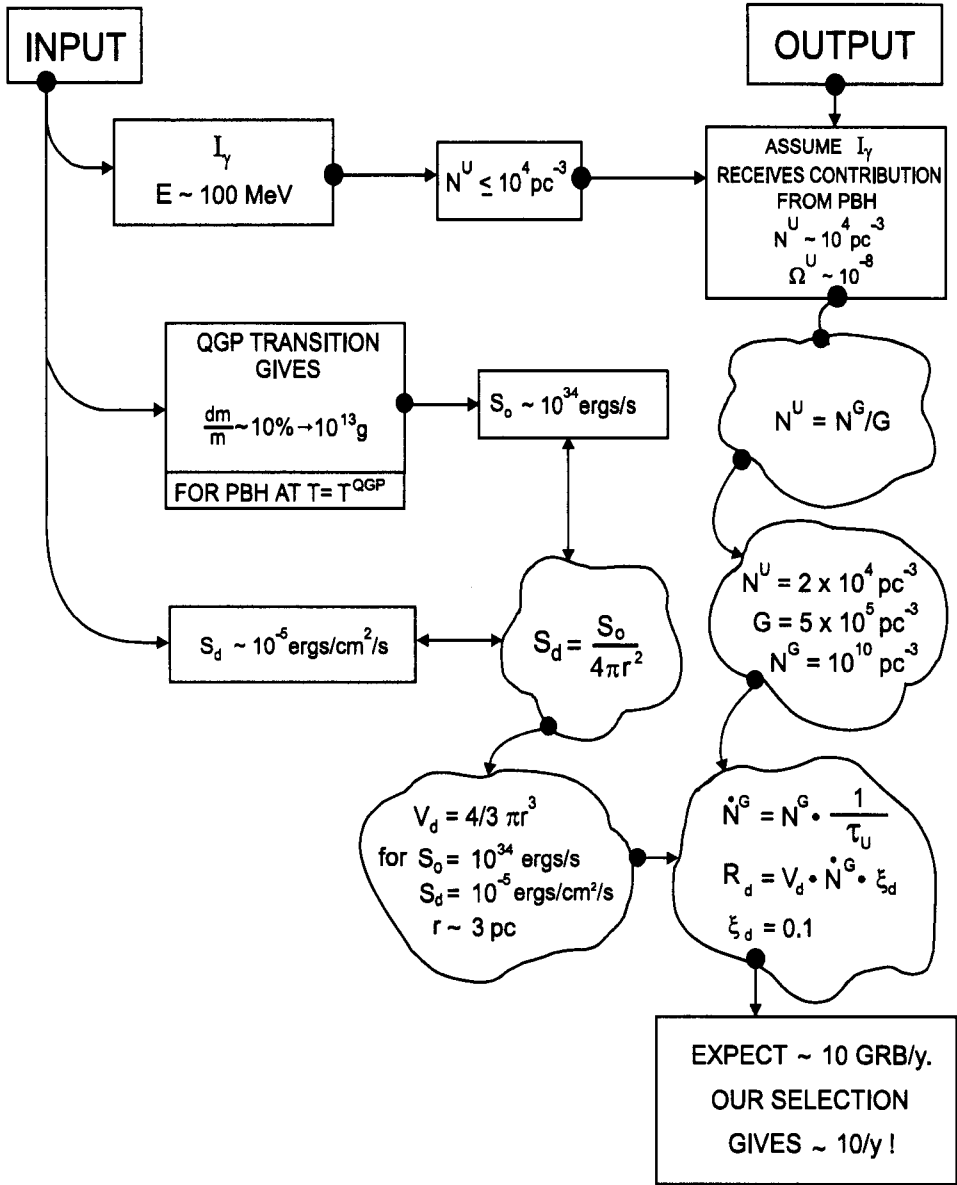 INPUT
OUTPUT
I_γ
E ~ 100 MeV
N^U ≤ 10^4 pc^-3
ASSUME I_γ
RECEIVES CONTRIBUTION
FROM PBH
N^U ~ 10^4 pc^-3
Ω^U ~ 10^-8
QGP TRANSITION
GIVES
dm/m ~ 10% → 10^13 g
FOR PBH AT T= T^QGP
S_o ~ 10^34 ergs/s
N^U = N^G/G
S_d ~ 10^-5 ergs/cm^2/s
S_d = S_o / 4πr^2
N^U = 2 x 10^4 pc^-3
G = 5 x 10^5 pc^-3
N^G = 10^10 pc^-3
V_d = 4/3 πr^3
for S_o = 10^34 ergs/s
S_d = 10^-5 ergs/cm²/s
r ~ 3 pc
Ṅ^G = N^G • 1/τ_U
R_d = V_d • Ṅ^G • ξ_d
ξ_d = 0.1
EXPECT ~ 10 GRB/y.
OUR SELECTION
GIVES ~ 10/y !